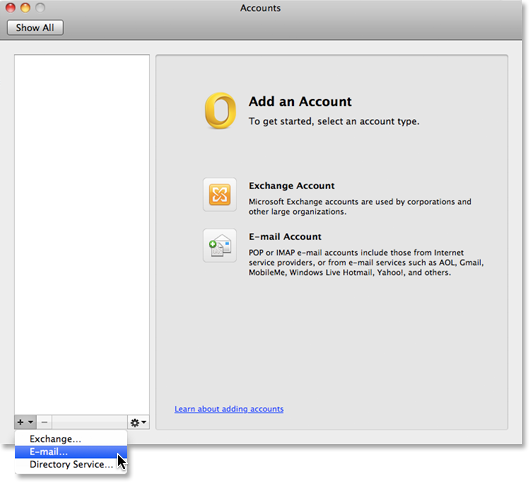 Accounts
Show All
Add an Account
To get started, select an account type.
Exchange Account
Microsoft Exchange accounts are used by corporations and
other large organizations.
E-mail Account
POP or IMAP e-mail accounts include those from Internet
service providers, or from e-mail services such as AOL, Gmail,
MobileMe, Windows Live Hotmail, Yahoo!, and others.
Learn about adding accounts
Exchange...
E-mail...
Directory Service...